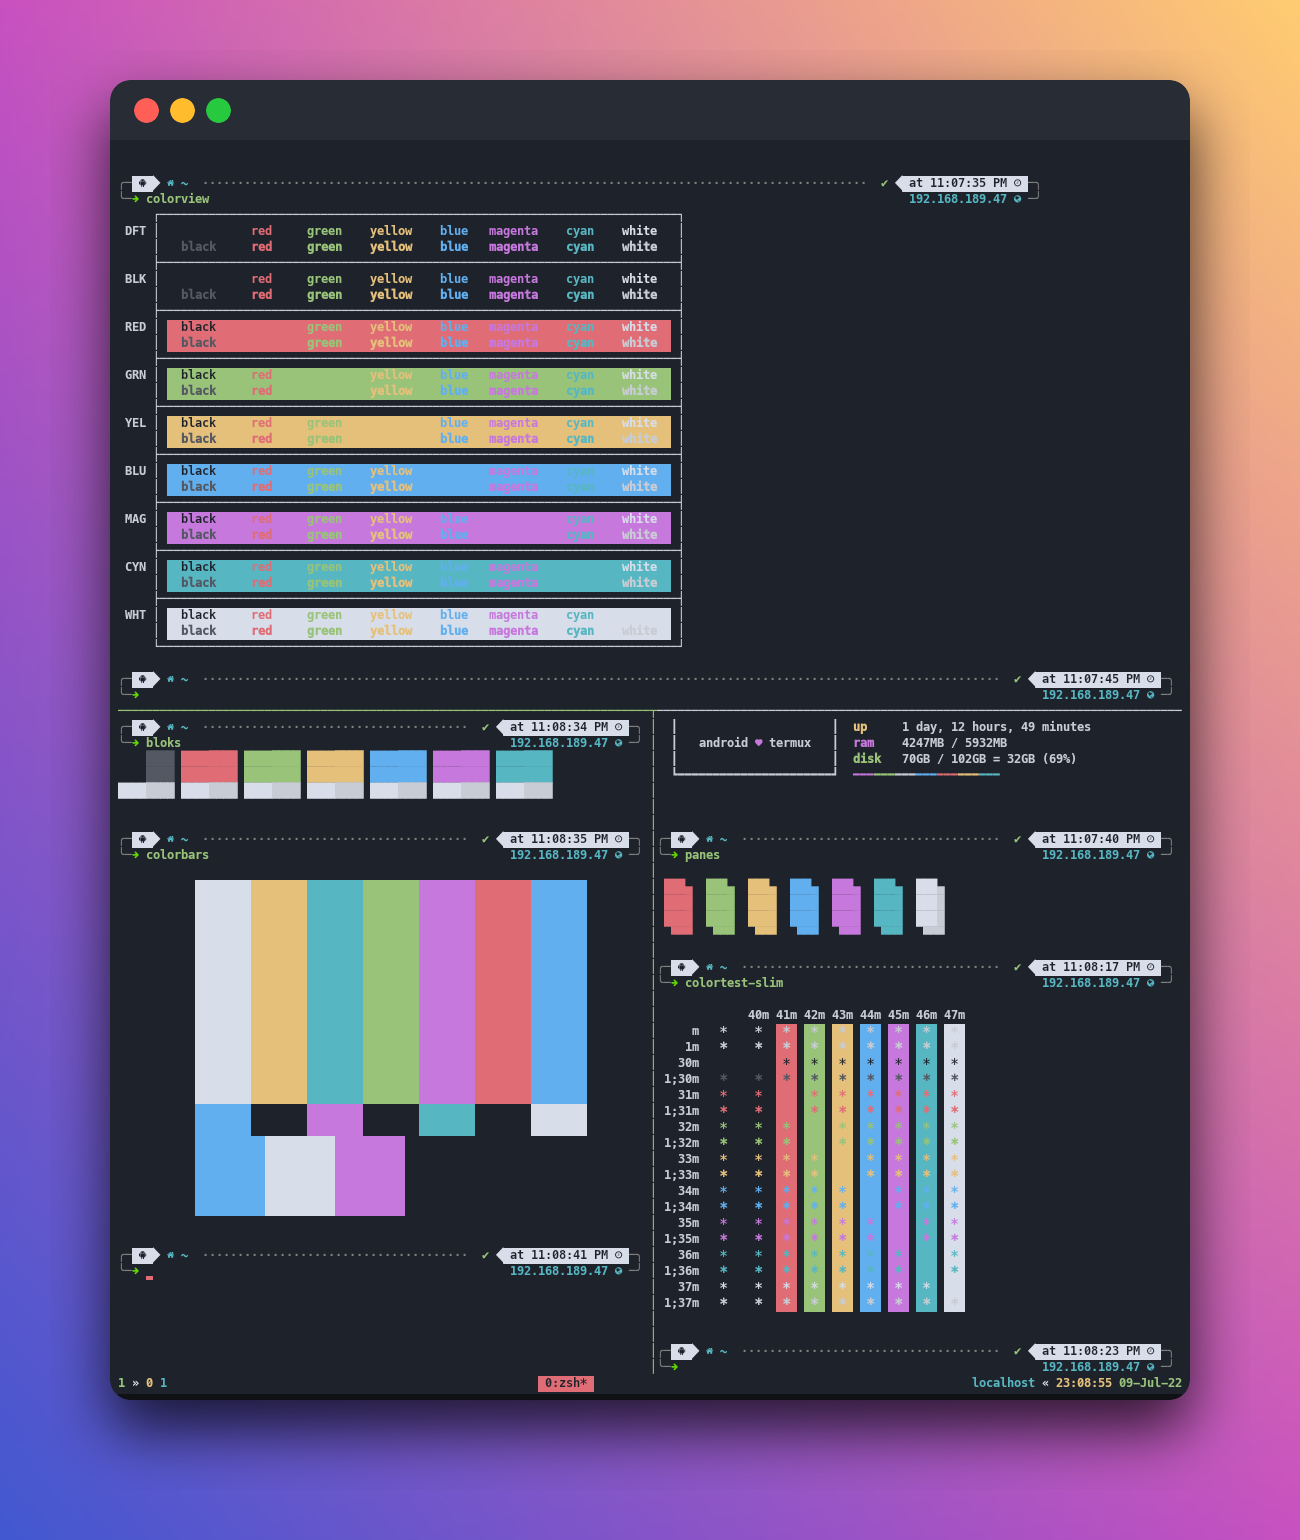 ~ ✔ at 11:07:35 PM
➜ colorview 192.168.189.47
DFT red green yellow blue magenta cyan white
black red green yellow blue magenta cyan white
BLK red green yellow blue magenta cyan white
black red green yellow blue magenta cyan white
RED black green yellow blue magenta cyan white
black green yellow blue magenta cyan white
GRN black red yellow blue magenta cyan white
black red yellow blue magenta cyan white
YEL black red green blue magenta cyan white
black red green blue magenta cyan white
BLU black red green yellow magenta cyan white
black red green yellow magenta cyan white
MAG black red green yellow blue cyan white
black red green yellow blue cyan white
CYN black red green yellow blue magenta white
black red green yellow blue magenta white
WHT black red green yellow blue magenta cyan
black red green yellow blue magenta cyan white
~ ✔ at 11:07:45 PM
➜ 192.168.189.47
~ ✔ at 11:08:34 PM
➜ bloks 192.168.189.47
~ ✔ at 11:08:35 PM
➜ colorbars 192.168.189.47
~ ✔ at 11:08:41 PM
➜ 192.168.189.47
up 1 day, 12 hours, 49 minutes
android ♥ termux ram 4247MB / 5932MB
disk 70GB / 102GB = 32GB (69%)
~ ✔ at 11:07:40 PM
➜ panes 192.168.189.47
~ ✔ at 11:08:17 PM
➜ colortest-slim 192.168.189.47
40m 41m 42m 43m 44m 45m 46m 47m
m * * * * * * * * *
1m * * * * * * * * *
30m * * * * * * *
1;30m * * * * * * * * *
31m * * * * * * * *
1;31m * * * * * * * *
32m * * * * * * * *
1;32m * * * * * * * *
33m * * * * * * * *
1;33m * * * * * * * *
34m * * * * * * * *
1;34m * * * * * * * *
35m * * * * * * * *
1;35m * * * * * * * *
36m * * * * * * * *
1;36m * * * * * * * *
37m * * * * * * * *
1;37m * * * * * * * * *
~ ✔ at 11:08:23 PM
➜ 192.168.189.47
1 » 0 1 0:zsh* localhost « 23:08:55 09-Jul-22